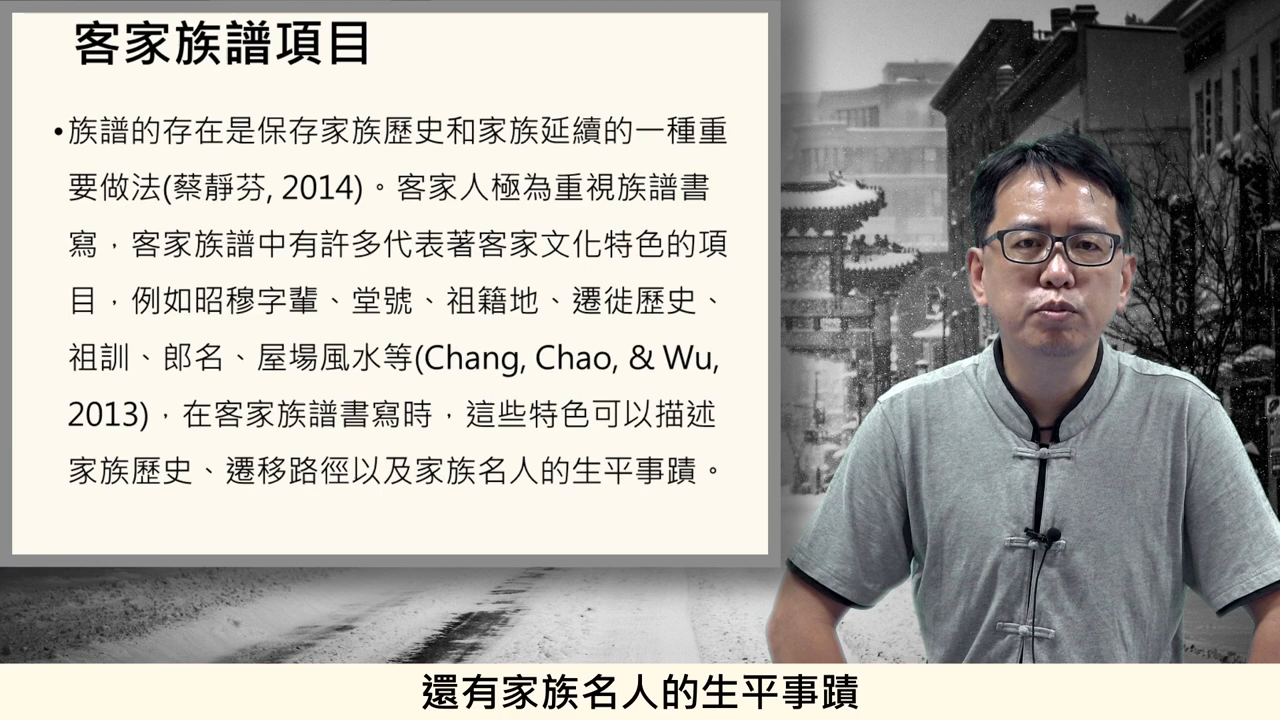 客家族譜項目
•族譜的存在是保存家族歷史和家族延續的一種重
要做法(蔡靜芬, 2014)。客家人極為重視族譜書
寫，客家族譜中有許多代表著客家文化特色的項
目，例如昭穆字輩、堂號、祖籍地、遷徙歷史、
祖訓、郎名、屋場風水等(Chang, Chao, & Wu,
2013)，在客家族譜書寫時，這些特色可以描述
家族歷史、遷移路徑以及家族名人的生平事蹟。
還有家族名人的生平事蹟